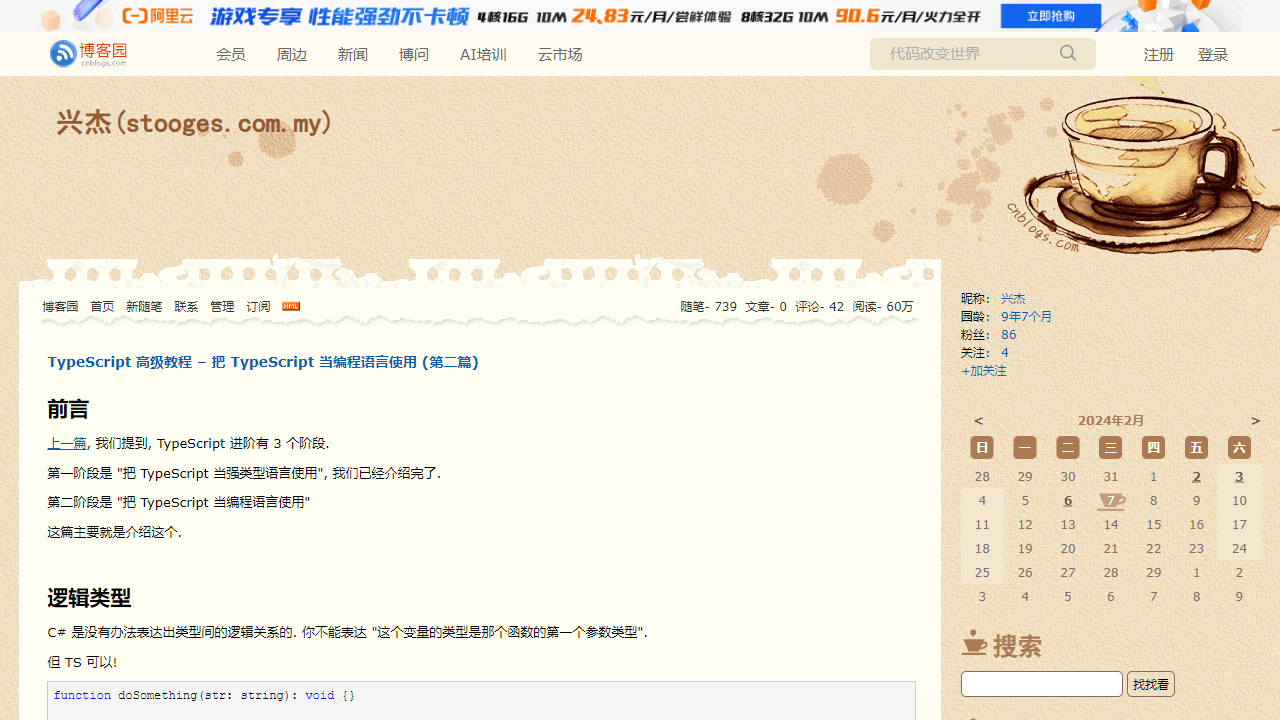 阿里云 游戏专享 性能强劲不卡顿 4核16G 10M 24.83元/月/尝鲜体验 8核32G 10M 90.6元/月/火力全开 立即抢购
博客园 cnblogs.com 会员 周边 新闻 博问 AI培训 云市场 代码改变世界 注册 登录
兴杰(stooges.com.my)
cnblogs.com
博客园 首页 新随笔 联系 管理 订阅 XML 随笔- 739 文章- 0 评论- 42 阅读- 60万
TypeScript 高级教程 – 把 TypeScript 当编程语言使用 (第二篇)
前言
上一篇, 我们提到, TypeScript 进阶有 3 个阶段.
第一阶段是 "把 TypeScript 当强类型语言使用", 我们已经介绍完了.
第二阶段是 "把 TypeScript 当编程语言使用"
这篇主要就是介绍这个.
逻辑类型
C# 是没有办法表达出类型间的逻辑关系的. 你不能表达 "这个变量的类型是那个函数的第一个参数类型".
但 TS 可以!
function doSomething(str: string): void {}
昵称： 兴杰
园龄： 9年7个月
粉丝： 86
关注： 4
+加关注
< 2024年2月 >
日 一 二 三 四 五 六
28 29 30 31 1 2 3
4 5 6 7 8 9 10
11 12 13 14 15 16 17
18 19 20 21 22 23 24
25 26 27 28 29 1 2
3 4 5 6 7 8 9
搜索
找找看